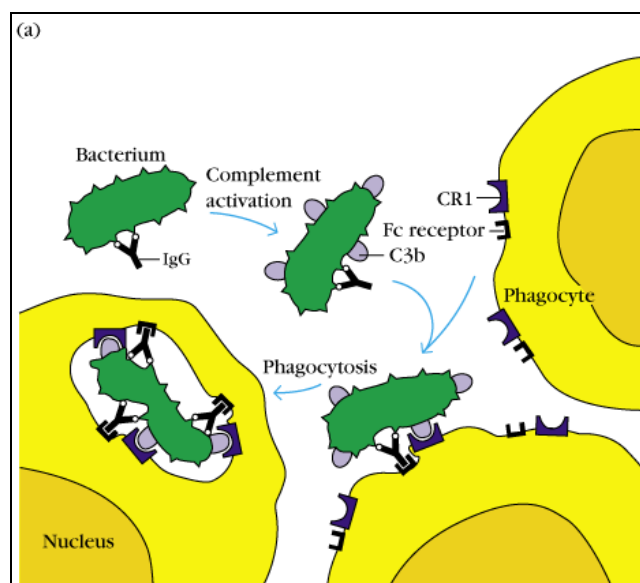 (a)
Bacterium
Complement
activation
CR1
Fc receptor
C3b
IgG
Phagocyte
Phagocytosis
Nucleus